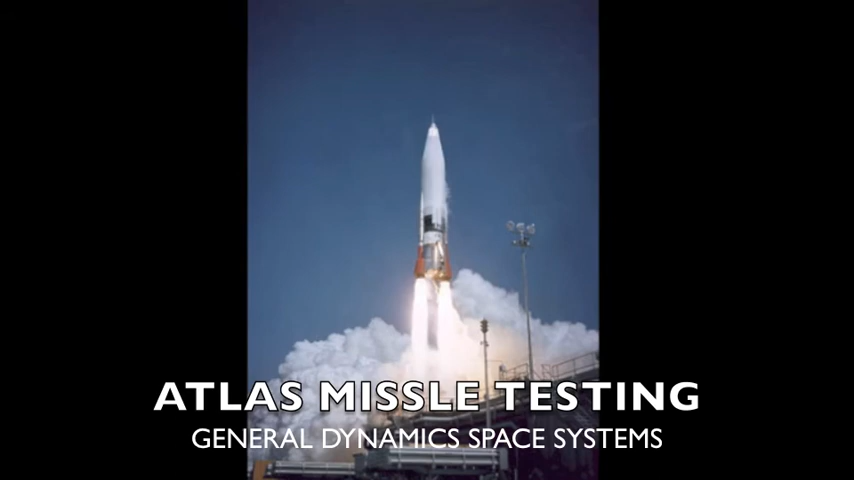 ATLAS MISSLE TESTING
GENERAL DYNAMICS SPACE SYSTEMS